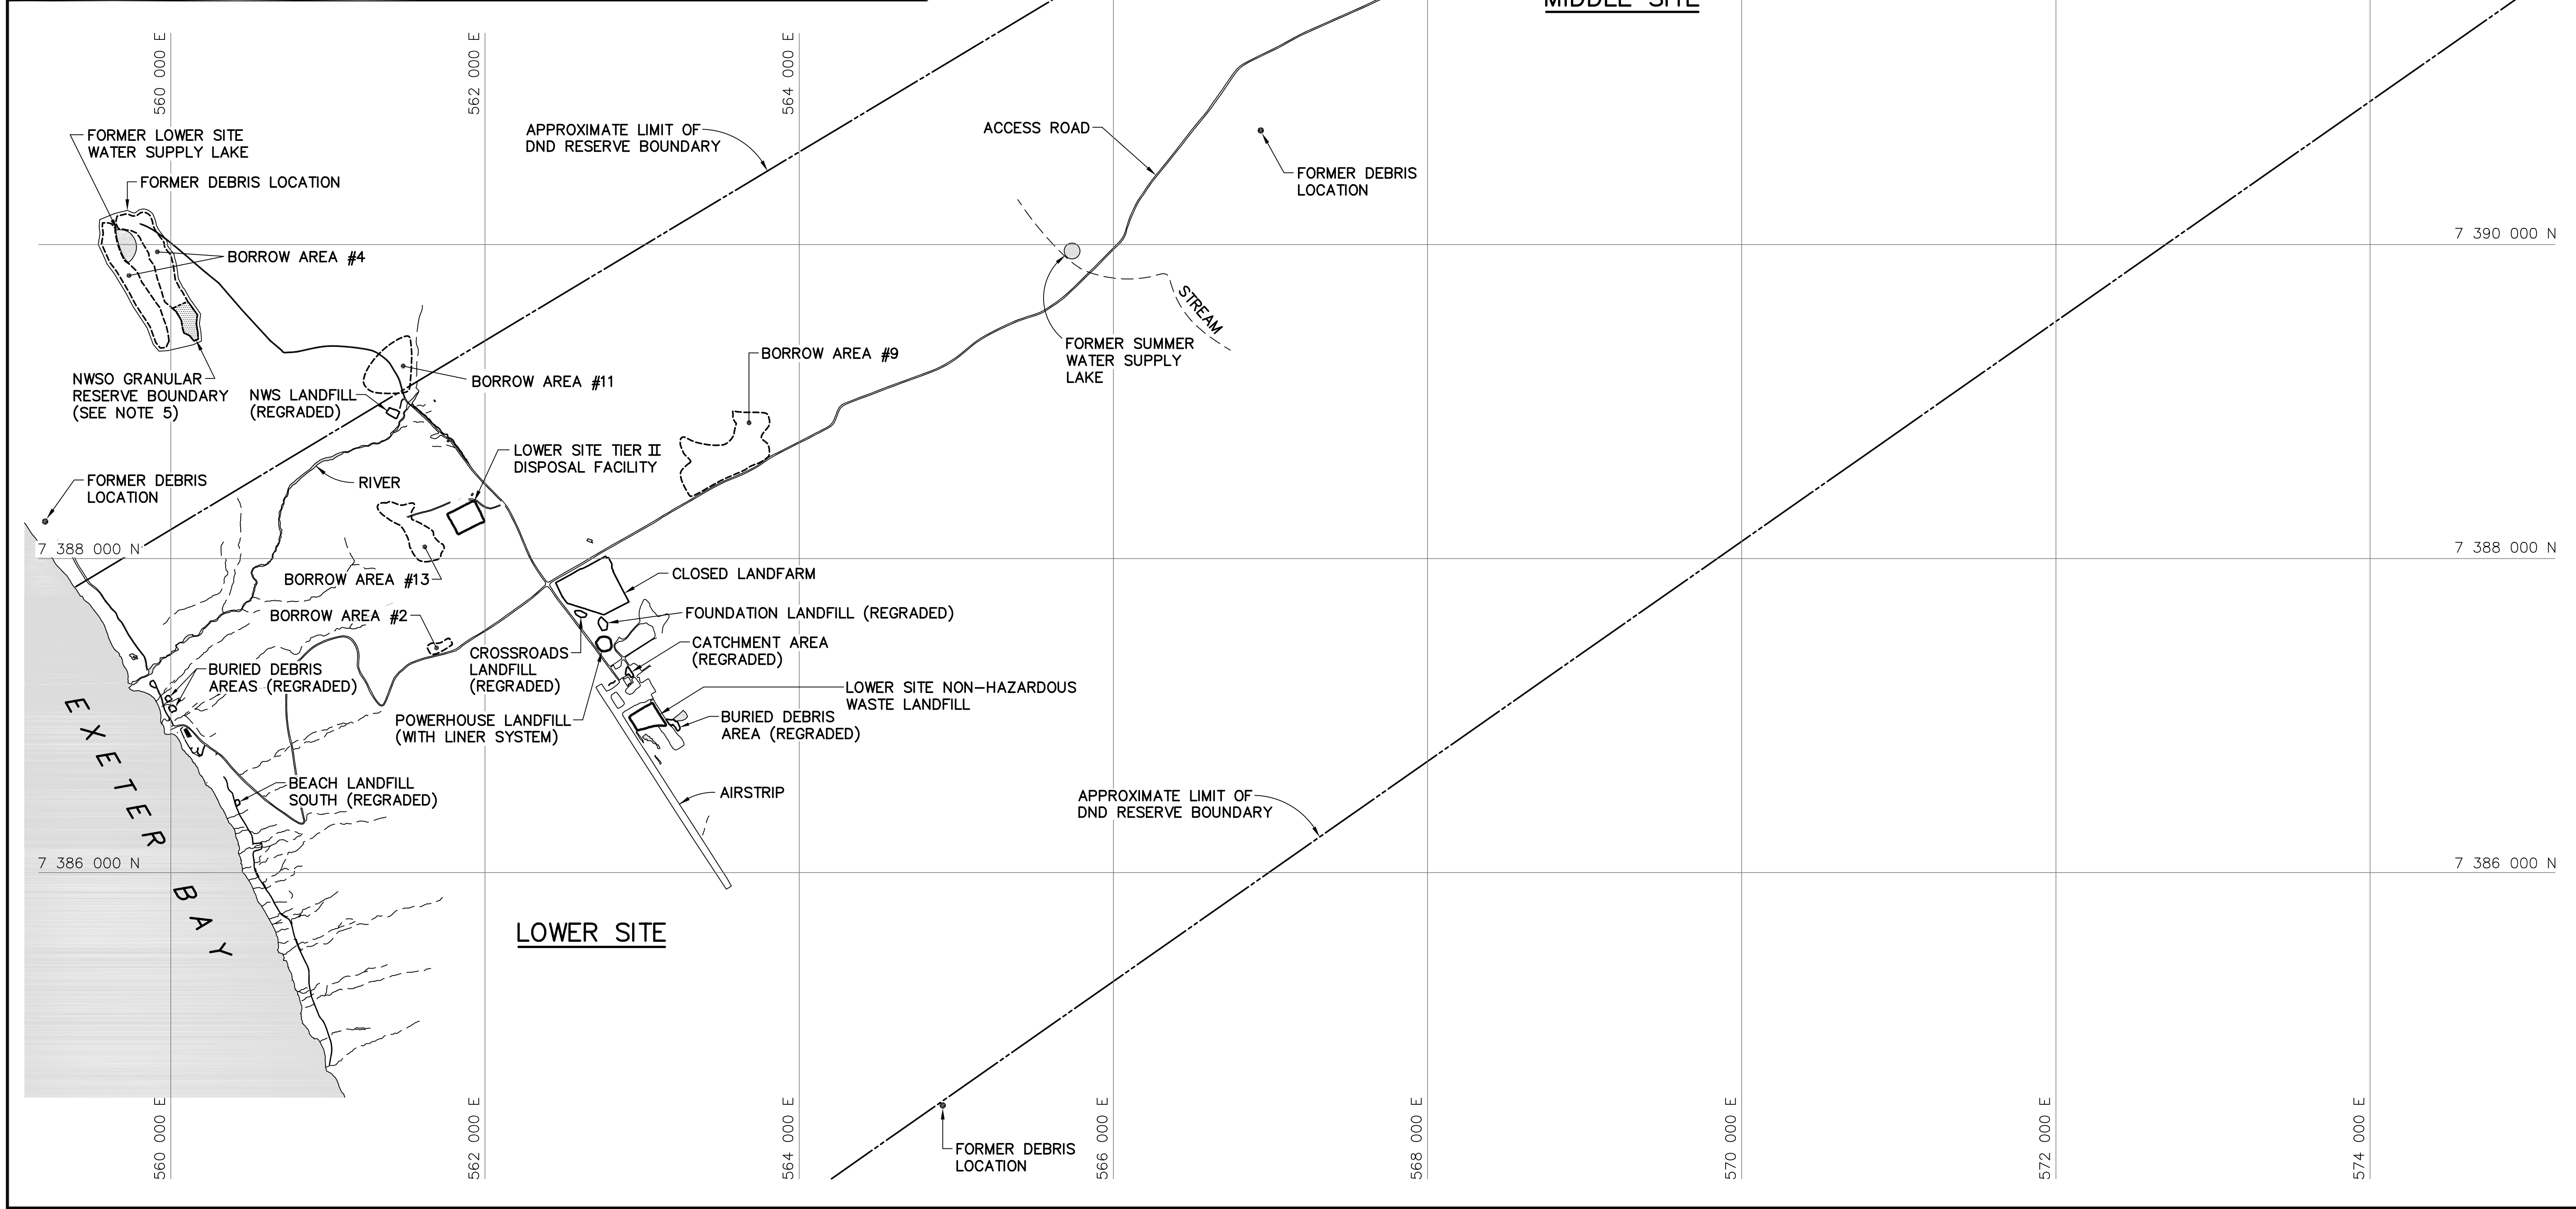 MIDDLE SITE
560 000 E
562 000 E
564 000 E
FORMER LOWER SITE
WATER SUPPLY LAKE
FORMER DEBRIS LOCATION
APPROXIMATE LIMIT OF
DND RESERVE BOUNDARY
ACCESS ROAD
FORMER DEBRIS
LOCATION
7 390 000 N
BORROW AREA #4
STREAM
FORMER SUMMER
WATER SUPPLY
LAKE
BORROW AREA #9
NWSO GRANULAR
RESERVE BOUNDARY
(SEE NOTE 5)
NWS LANDFILL
(REGRADED)
BORROW AREA #11
LOWER SITE TIER II
DISPOSAL FACILITY
FORMER DEBRIS
LOCATION
RIVER
7 388 000 N
7 388 000 N
BORROW AREA #13
CLOSED LANDFARM
BORROW AREA #2
FOUNDATION LANDFILL (REGRADED)
CATCHMENT AREA
(REGRADED)
CROSSROADS
LANDFILL
(REGRADED)
BURIED DEBRIS
AREAS (REGRADED)
LOWER SITE NON-HAZARDOUS
WASTE LANDFILL
POWERHOUSE LANDFILL
(WITH LINER SYSTEM)
BURIED DEBRIS
AREA (REGRADED)
BEACH LANDFILL
SOUTH (REGRADED)
AIRSTRIP
APPROXIMATE LIMIT OF
DND RESERVE BOUNDARY
EXETER BAY
7 386 000 N
7 386 000 N
LOWER SITE
FORMER DEBRIS
LOCATION
560 000 E
562 000 E
564 000 E
566 000 E
568 000 E
570 000 E
572 000 E
574 000 E